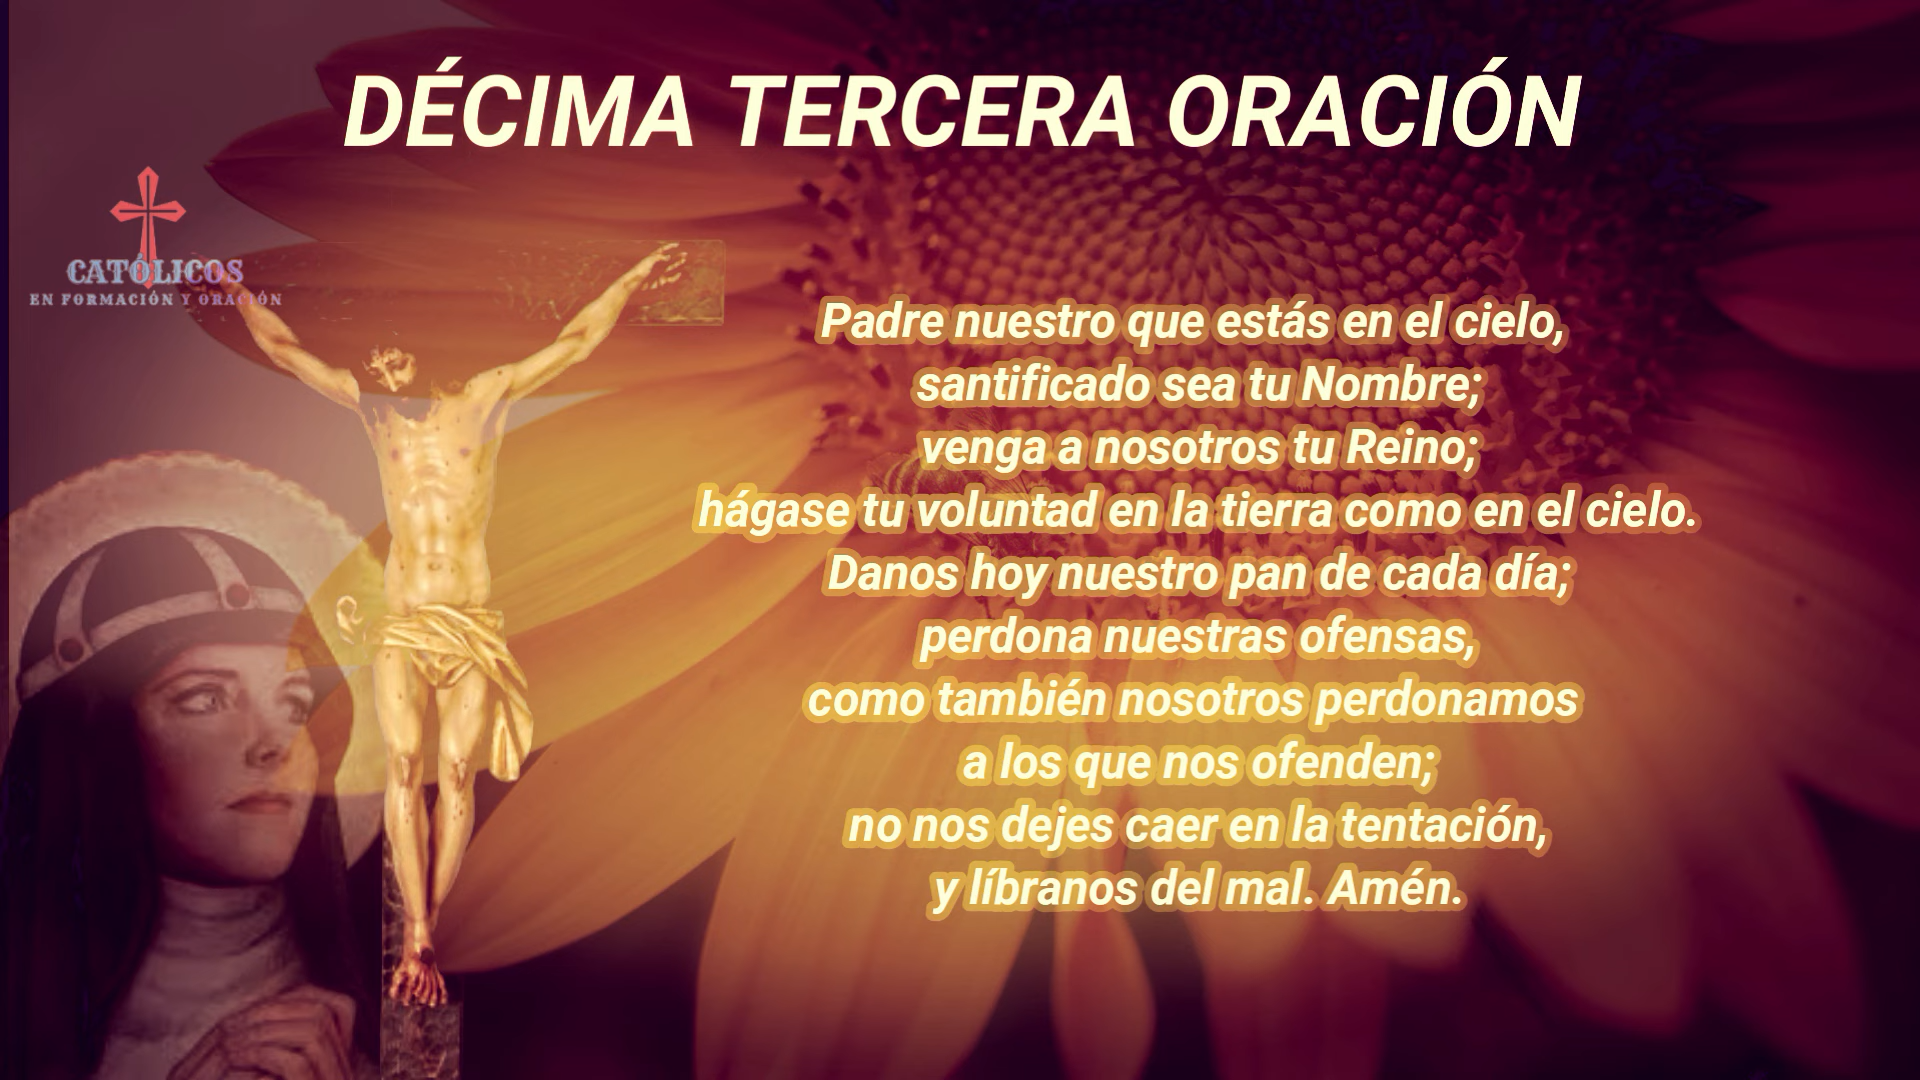 DÉCIMA TERCERA ORACIÓN
CATÓLICOS
EN FORMACIÓN Y ORACIÓN
Padre nuestro que estás en el cielo,
santificado sea tu Nombre;
venga a nosotros tu Reino;
hágase tu voluntad en la tierra como en el cielo.
Danos hoy nuestro pan de cada día;
perdona nuestras ofensas,
como también nosotros perdonamos
a los que nos ofenden;
no nos dejes caer en la tentación,
y líbranos del mal. Amén.